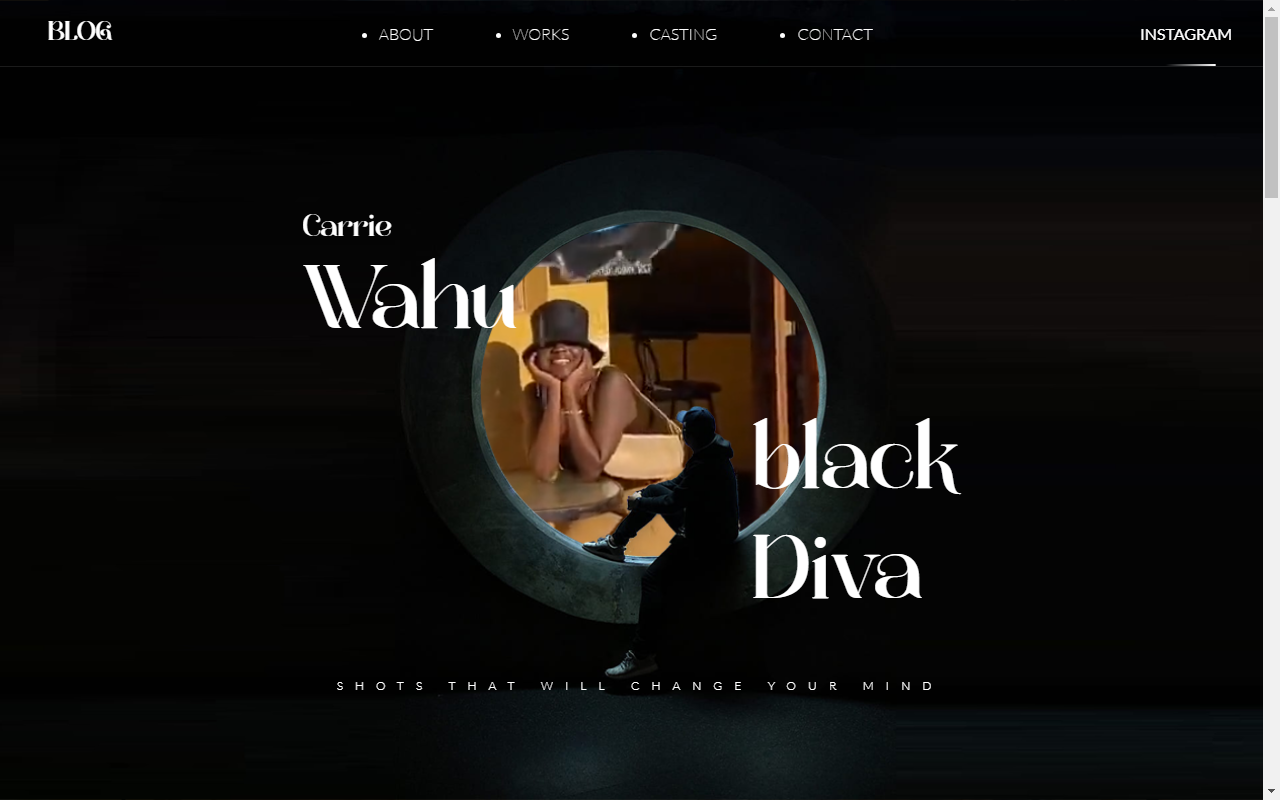 BLOG
ABOUT
WORKS
CASTING
CONTACT
INSTAGRAM
Carrie
Wahu
black
Diva
SHOTS THAT WILL CHANGE YOUR MIND